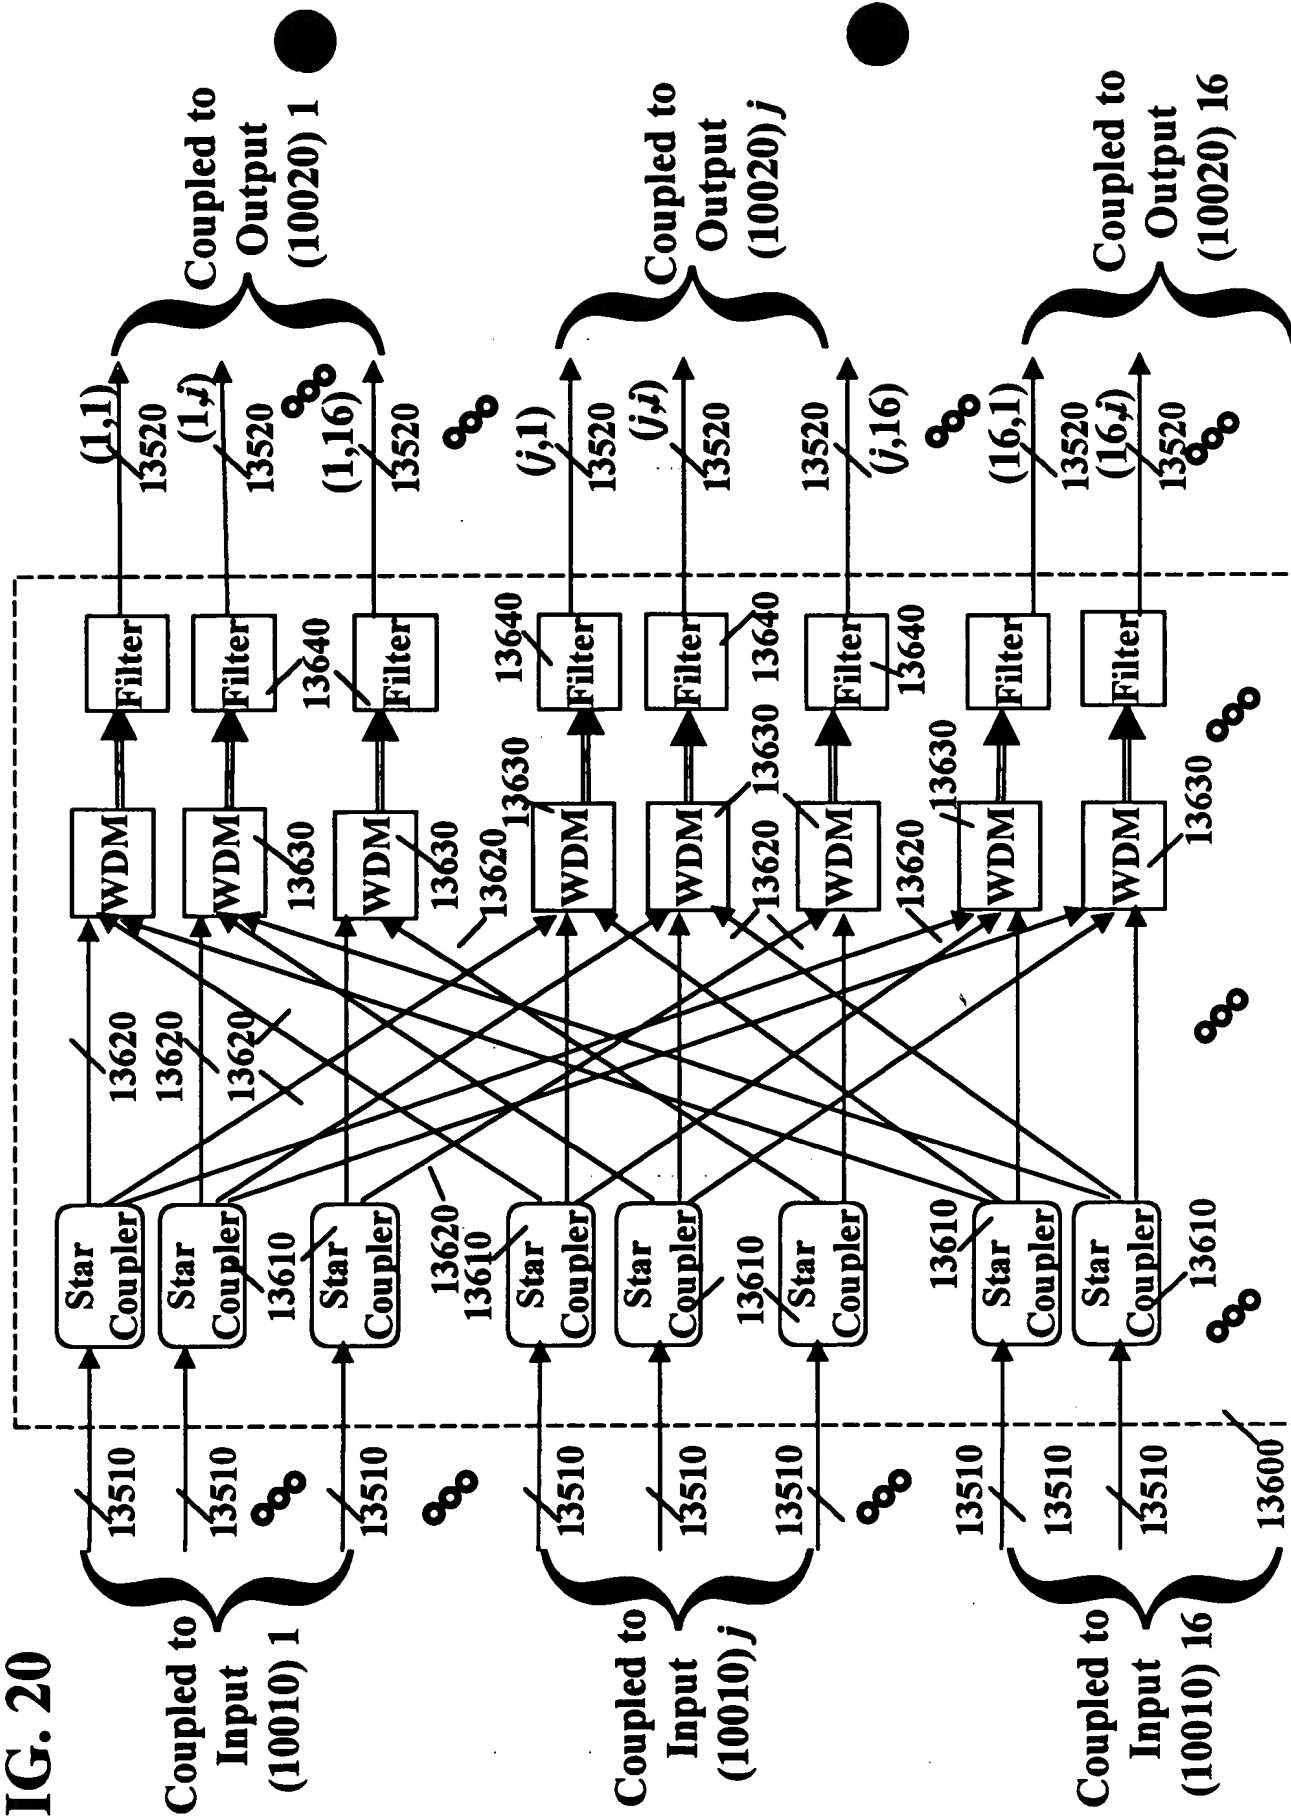 IG. 20
Coupled to
Input
(10010) 1
Coupled to
Input
(10010) j
Coupled to
Input
(10010) 16
13510
13510
13510
13510
13510
13510
13510
13510
13510
13600
Star
Coupler
Star
Coupler
Star
Coupler
Star
Coupler
Star
Coupler
Star
Coupler
Star
Coupler
Star
Coupler
13610
13610
13610
13610
13610
13620
13620
13620
13620
13620
13620
13620
WDM
WDM
WDM
WDM
WDM
WDM
WDM
WDM
13630
13630
13630
13630
13630
13630
Filter
Filter
Filter
Filter
Filter
Filter
Filter
Filter
13640
13640
13640
13640
(1,1)
13520
(1,i)
13520
(1,16)
13520
(j,1)
13520
(j,i)
13520
13520
(j,16)
(16,1)
13520
(16,i)
13520
Coupled to
Output
(10020) 1
Coupled to
Output
(10020) j
Coupled to
Output
(10020) 16